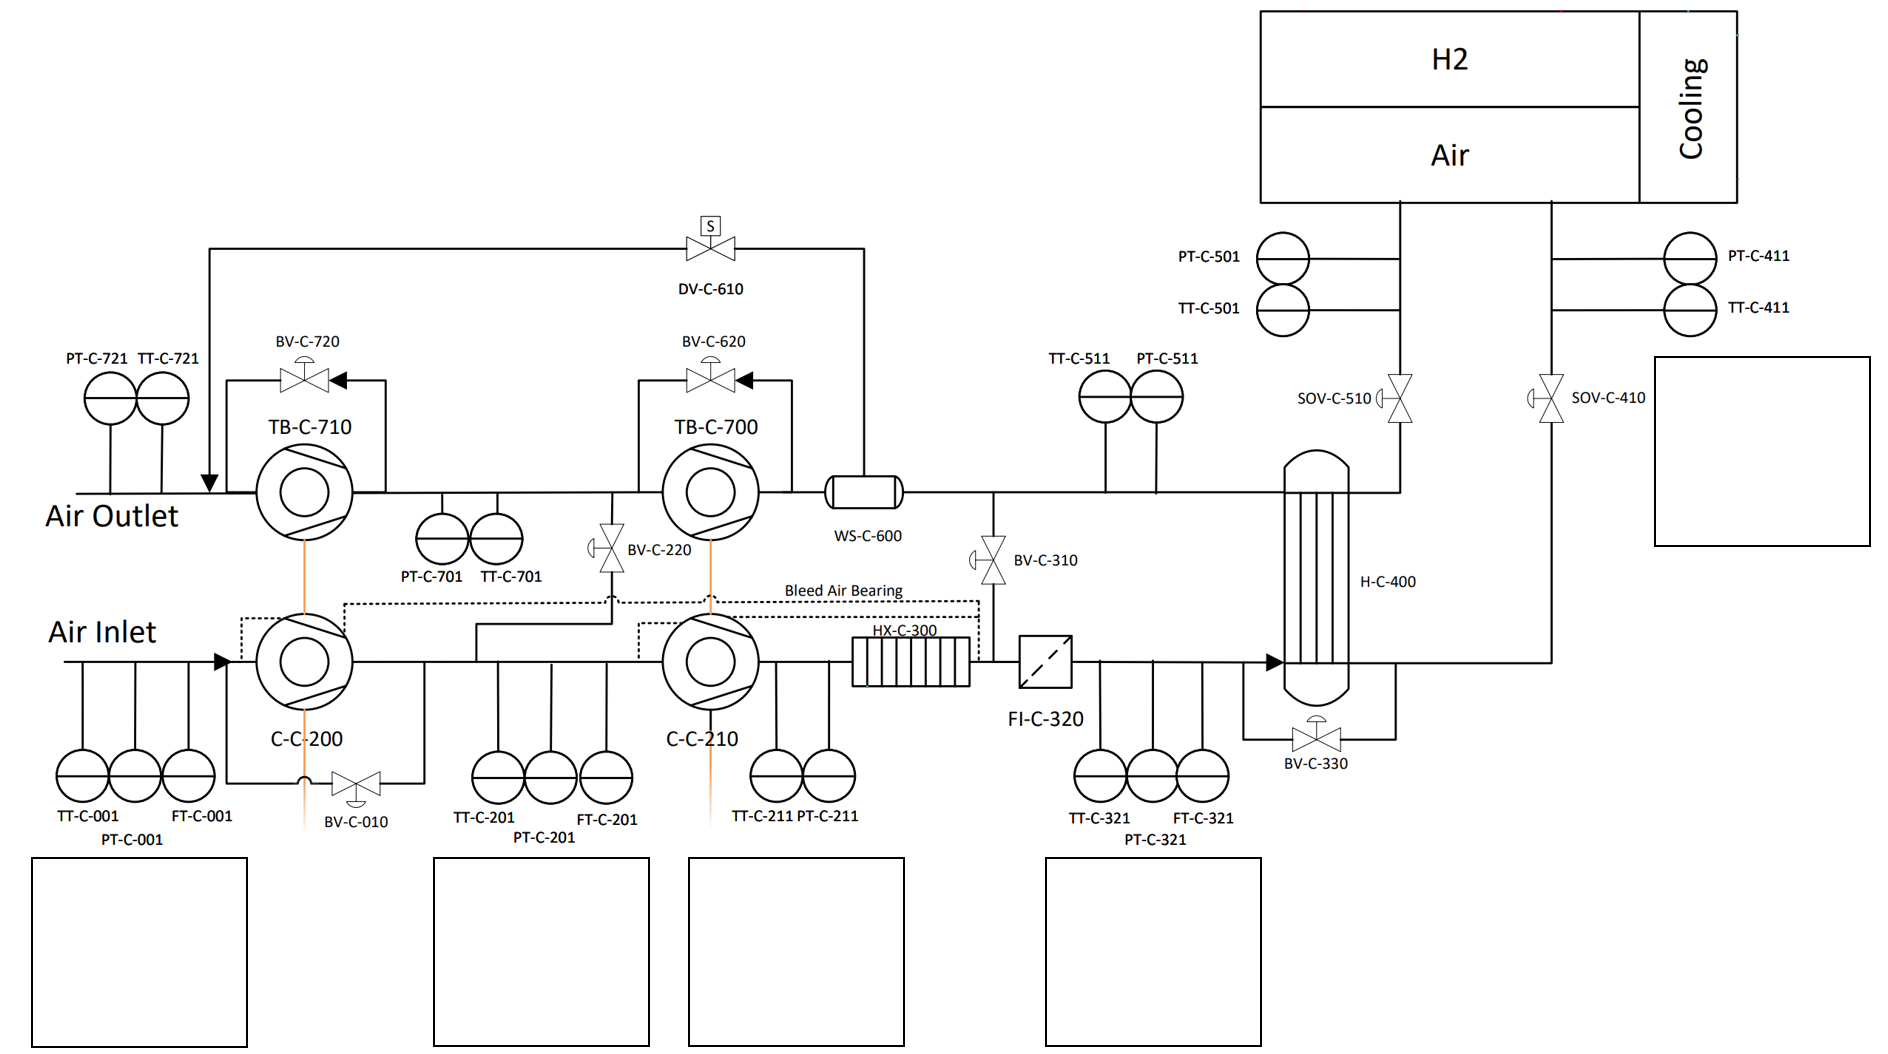 H2
Cooling
Air
S
DV-C-610
PT-C-501
PT-C-411
TT-C-501
TT-C-411
BV-C-720
BV-C-620
PT-C-721 TT-C-721
TT-C-511 PT-C-511
SOV-C-510
SOV-C-410
TB-C-710
TB-C-700
Air Outlet
WS-C-600
BV-C-220
BV-C-310
PT-C-701 TT-C-701
H-C-400
Bleed Air Bearing
Air Inlet
HX-C-300
FI-C-320
C-C-200
C-C-210
BV-C-330
TT-C-001 FT-C-001
PT-C-001
BV-C-010
TT-C-201 FT-C-201
PT-C-201
TT-C-211 PT-C-211
TT-C-321 FT-C-321
PT-C-321